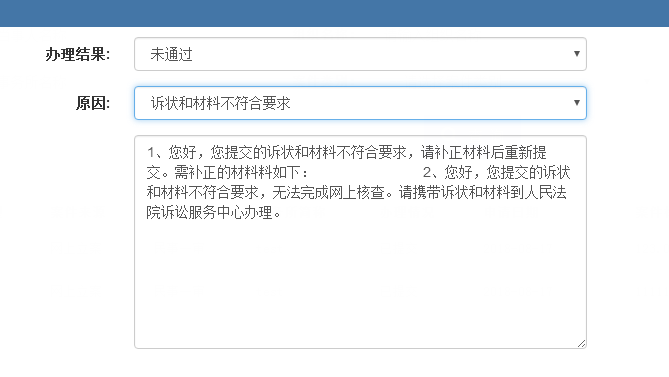 办理结果: 未通过
原因: 诉状和材料不符合要求
1、您好，您提交的诉状和材料不符合要求，请补正材料后重新提
交。需补正的材料料如下： 2、您好，您提交的诉状
和材料不符合要求，无法完成网上核查。请携带诉状和材料到人民法
院诉讼服务中心办理。